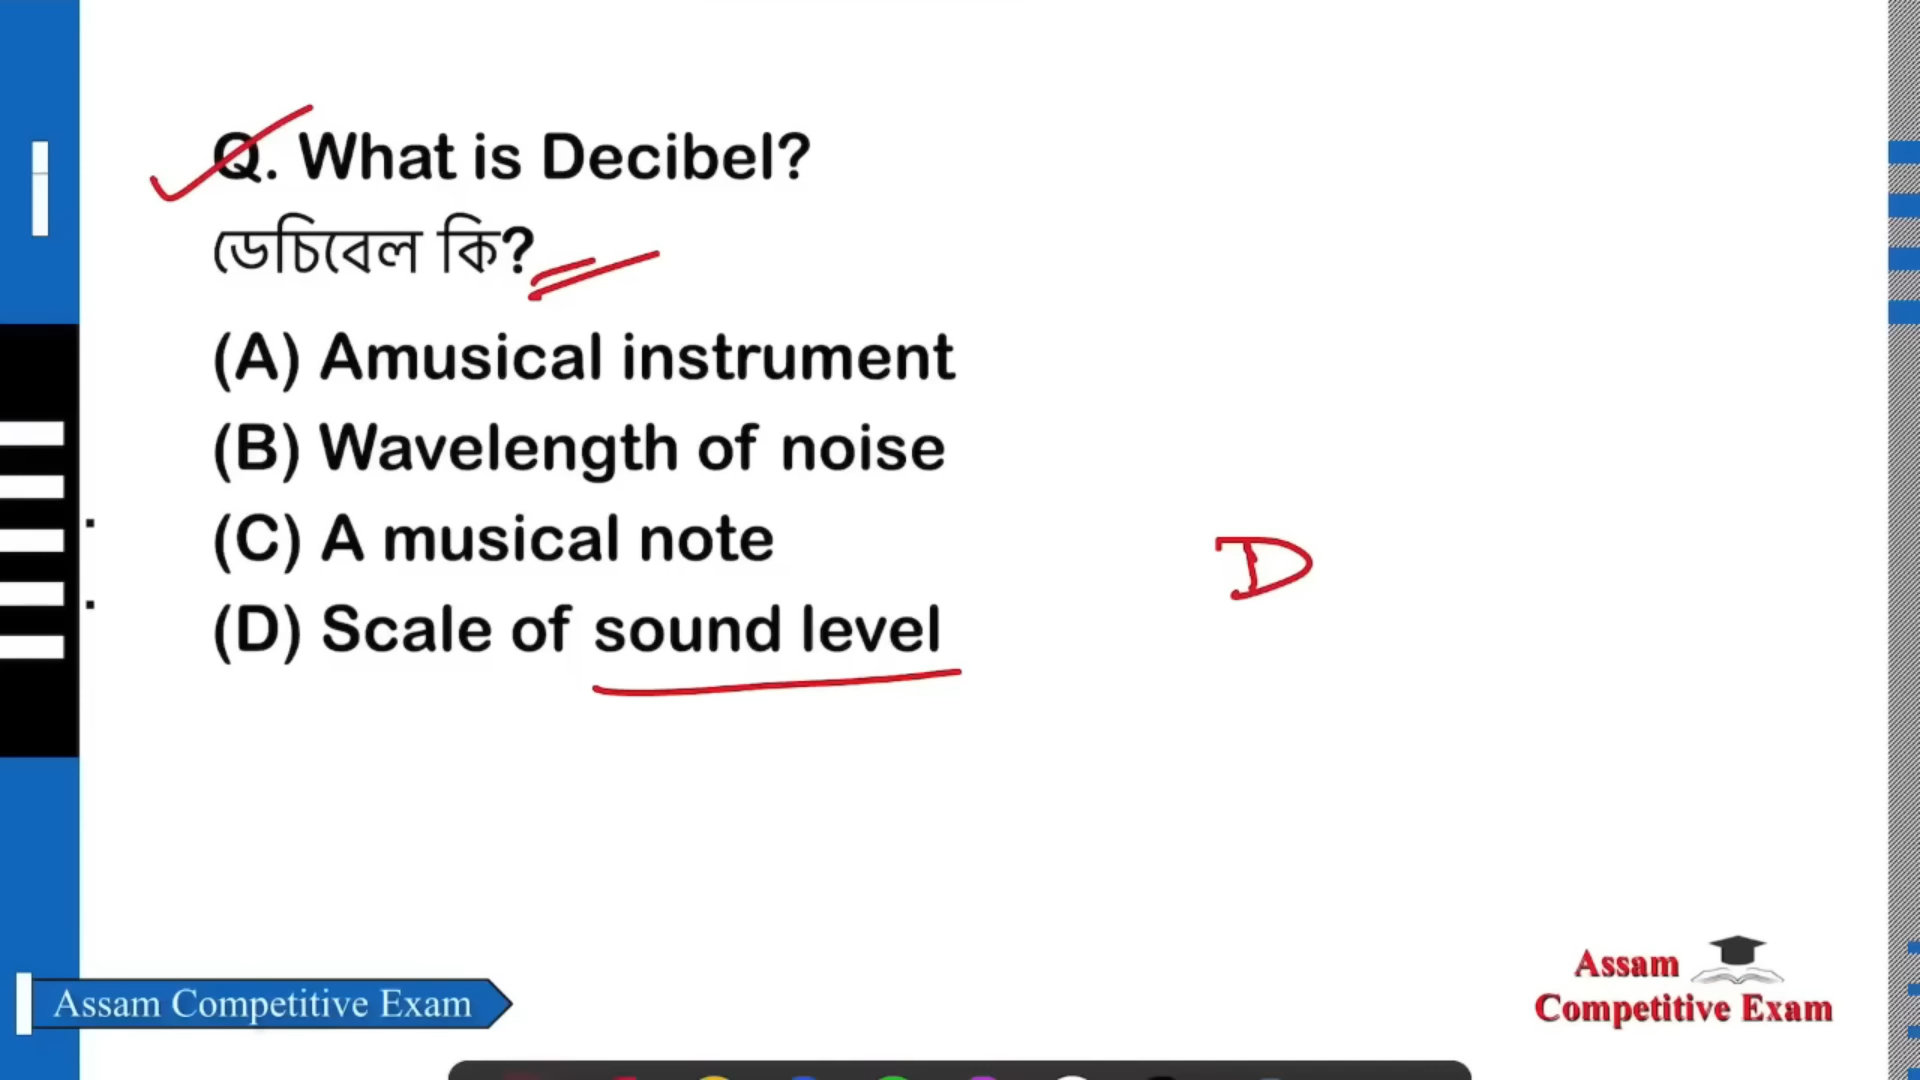 Q. What is Decibel?
ডেচিবেল কি?
(A) Amusical instrument
(B) Wavelength of noise
(C) A musical note
(D) Scale of sound level
D
Assam Competitive Exam
Assam
Competitive Exam